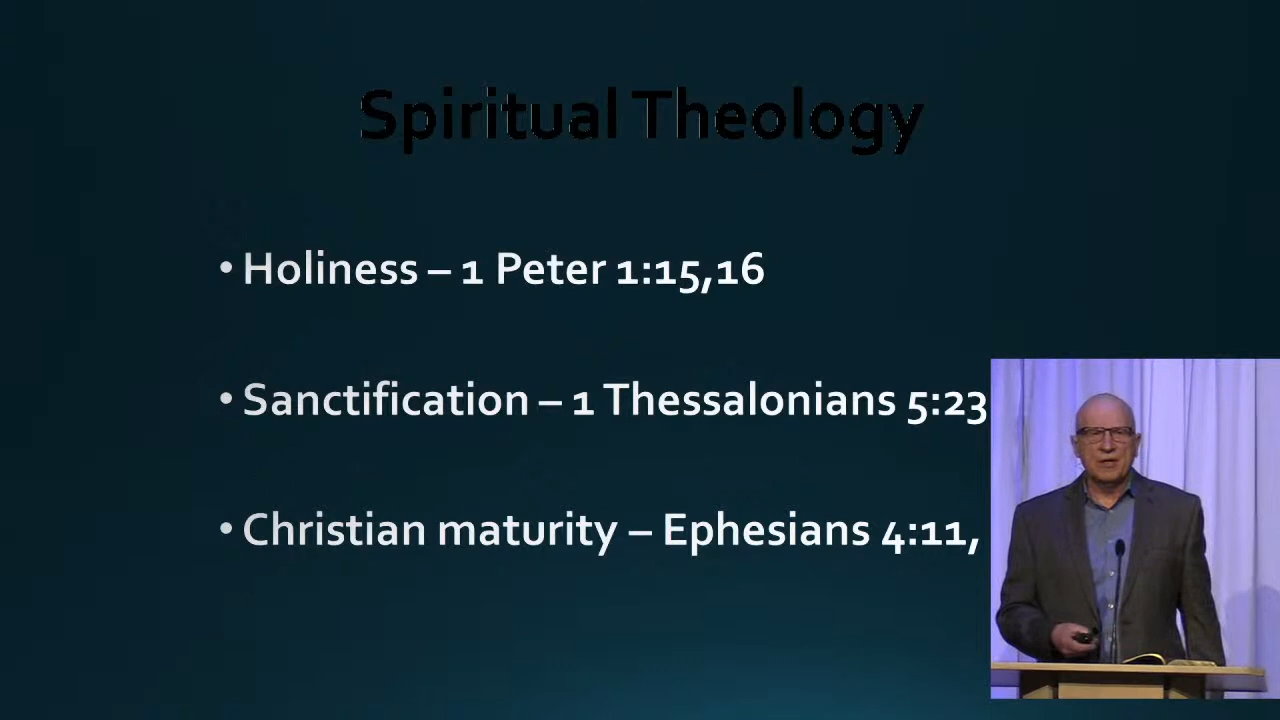 Spiritual Theology
• Holiness – 1 Peter 1:15,16
• Sanctification – 1 Thessalonians 5:23
• Christian maturity – Ephesians 4:11,